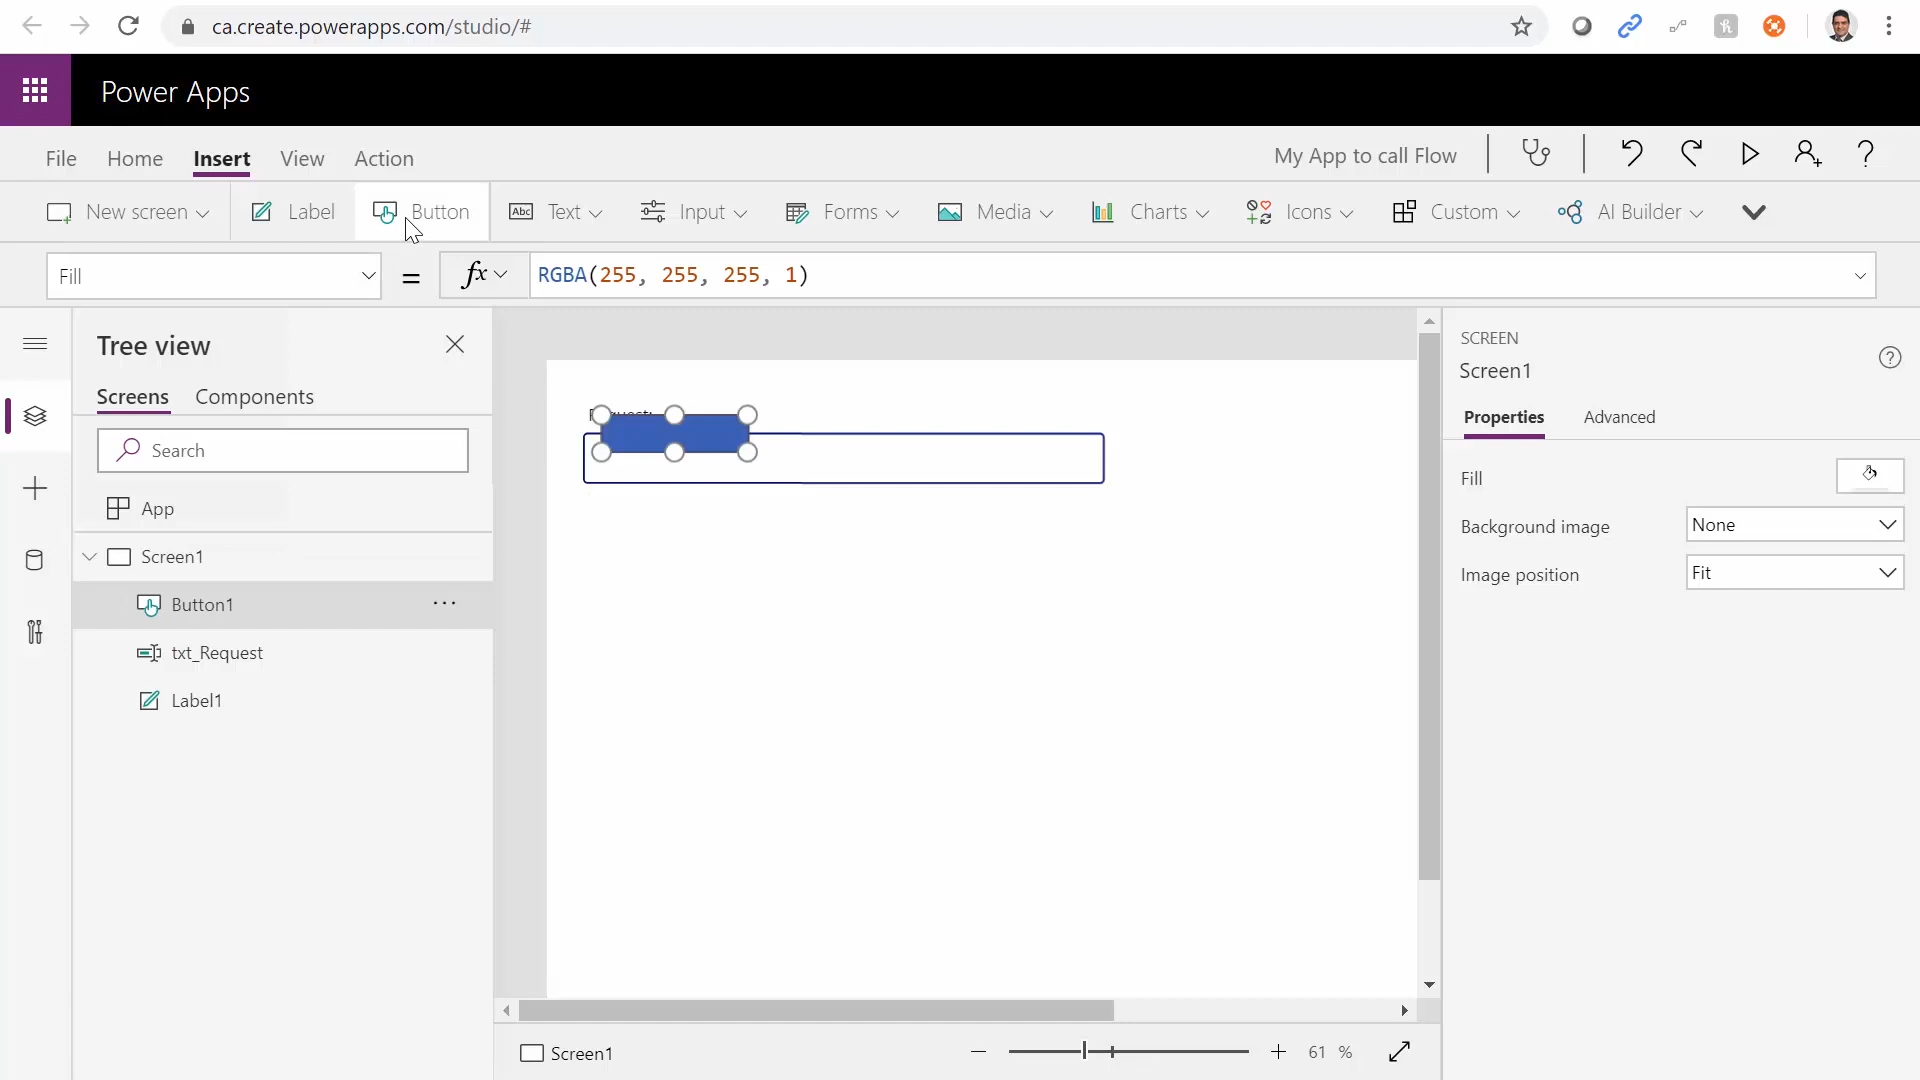 ca.create.powerapps.com/studio/#
Power Apps
File Home Insert View Action My App to call Flow
New screen Label Button Abc Text Input Forms Media Charts Icons Custom AI Builder
Fill = fx RGBA(255, 255, 255, 1)
Tree view
Screens Components
Search
App
Screen1
Button1
txt_Request
Label1
SCREEN
Screen1
Properties Advanced
Fill
Background image None
Image position Fit
Screen1 61 %